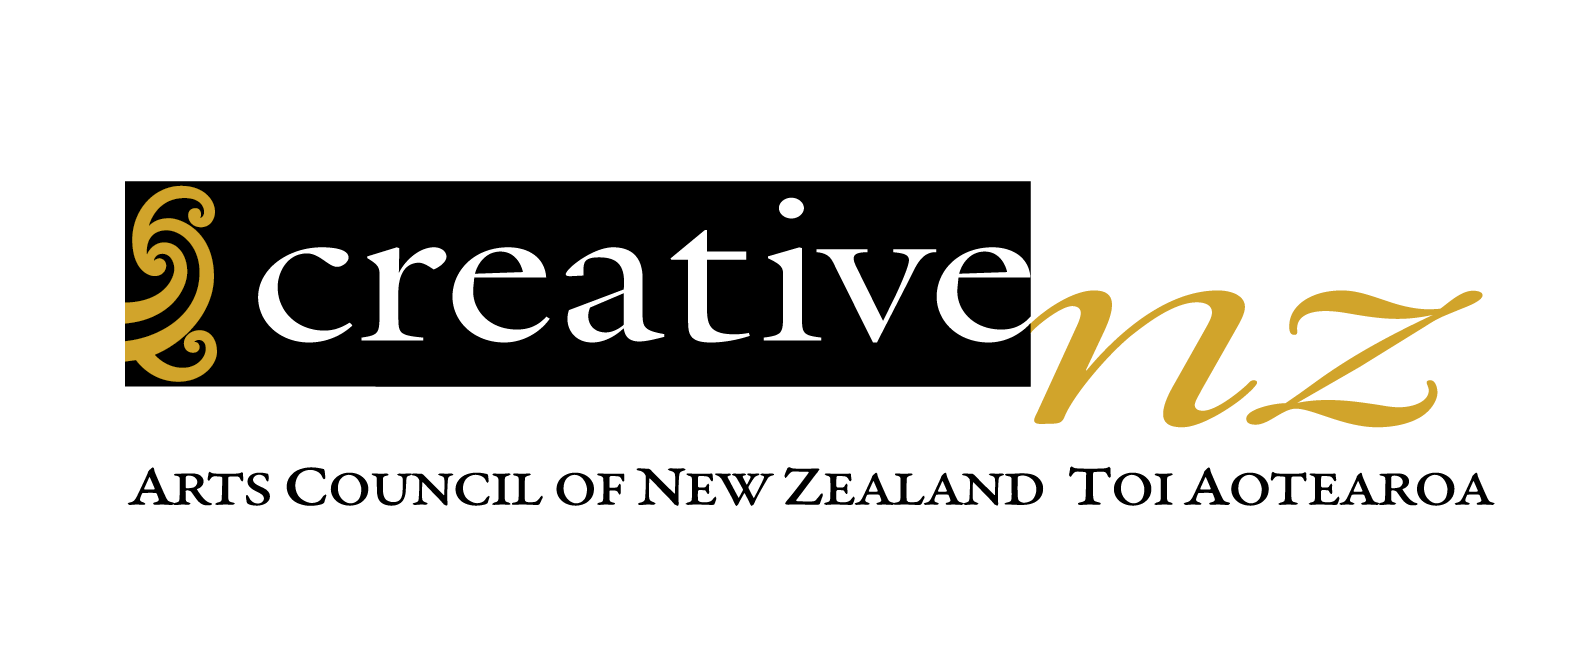 creative nz
ARTS COUNCIL OF NEW ZEALAND TOI AOTEAROA